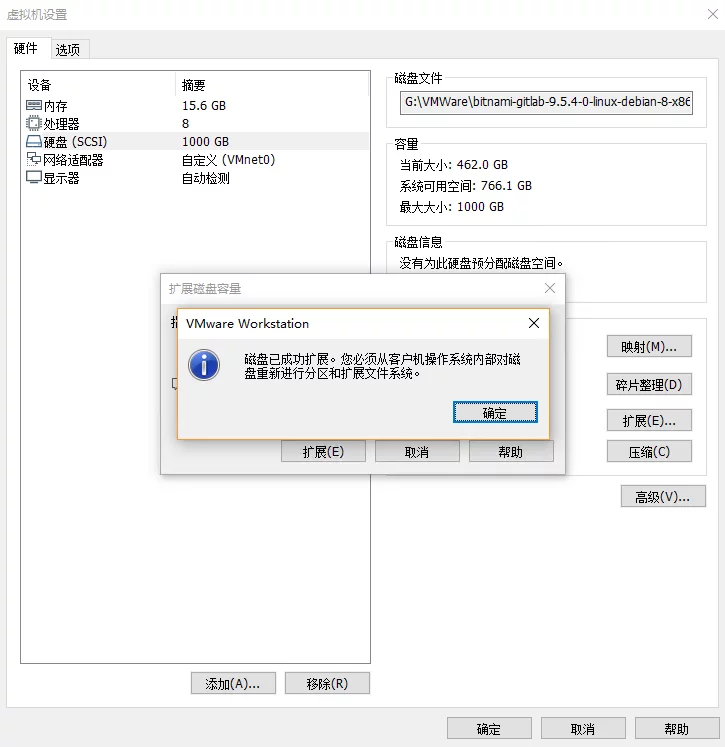 虚拟机设置
硬件 选项
设备 摘要
内存 15.6 GB
处理器 8
硬盘 (SCSI) 1000 GB
网络适配器 自定义 (VMnet0)
显示器 自动检测
磁盘文件
G:\VMWare\bitnami-gitlab-9.5.4-0-linux-debian-8-x86
容量
当前大小: 462.0 GB
系统可用空间: 766.1 GB
最大大小: 1000 GB
磁盘信息
没有为此硬盘预分配磁盘空间。
扩展磁盘容量
VMware Workstation
磁盘已成功扩展。您必须从客户机操作系统内部对磁
盘重新进行分区和扩展文件系统。
确定
扩展(E) 取消 帮助
映射(M)...
碎片整理(D)
扩展(E)...
压缩(C)
高级(V)...
添加(A)... 移除(R)
确定 取消 帮助